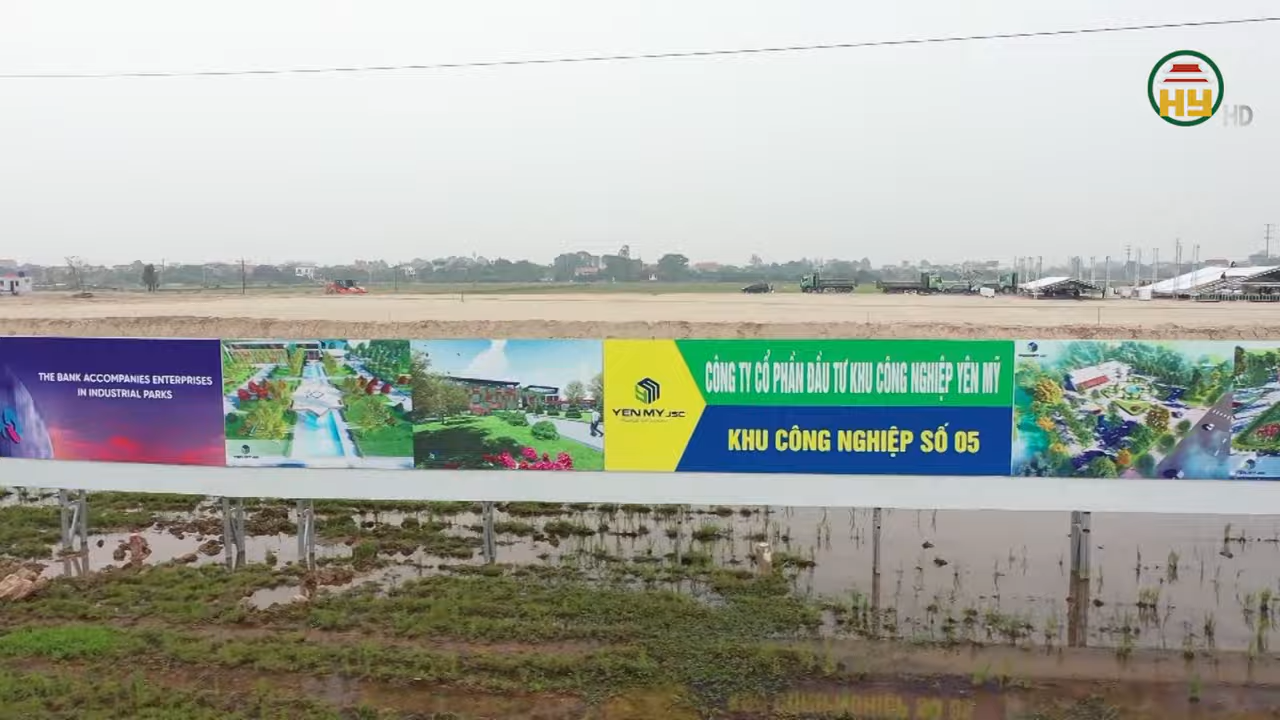 HY
HD
THE BANK ACCOMPANIES ENTERPRISES
IN INDUSTRIAL PARKS
YEN MY JSC
CÔNG TY CỔ PHẦN ĐẦU TƯ KHU CÔNG NGHIỆP YÊN MỸ
KHU CÔNG NGHIỆP SỐ 05